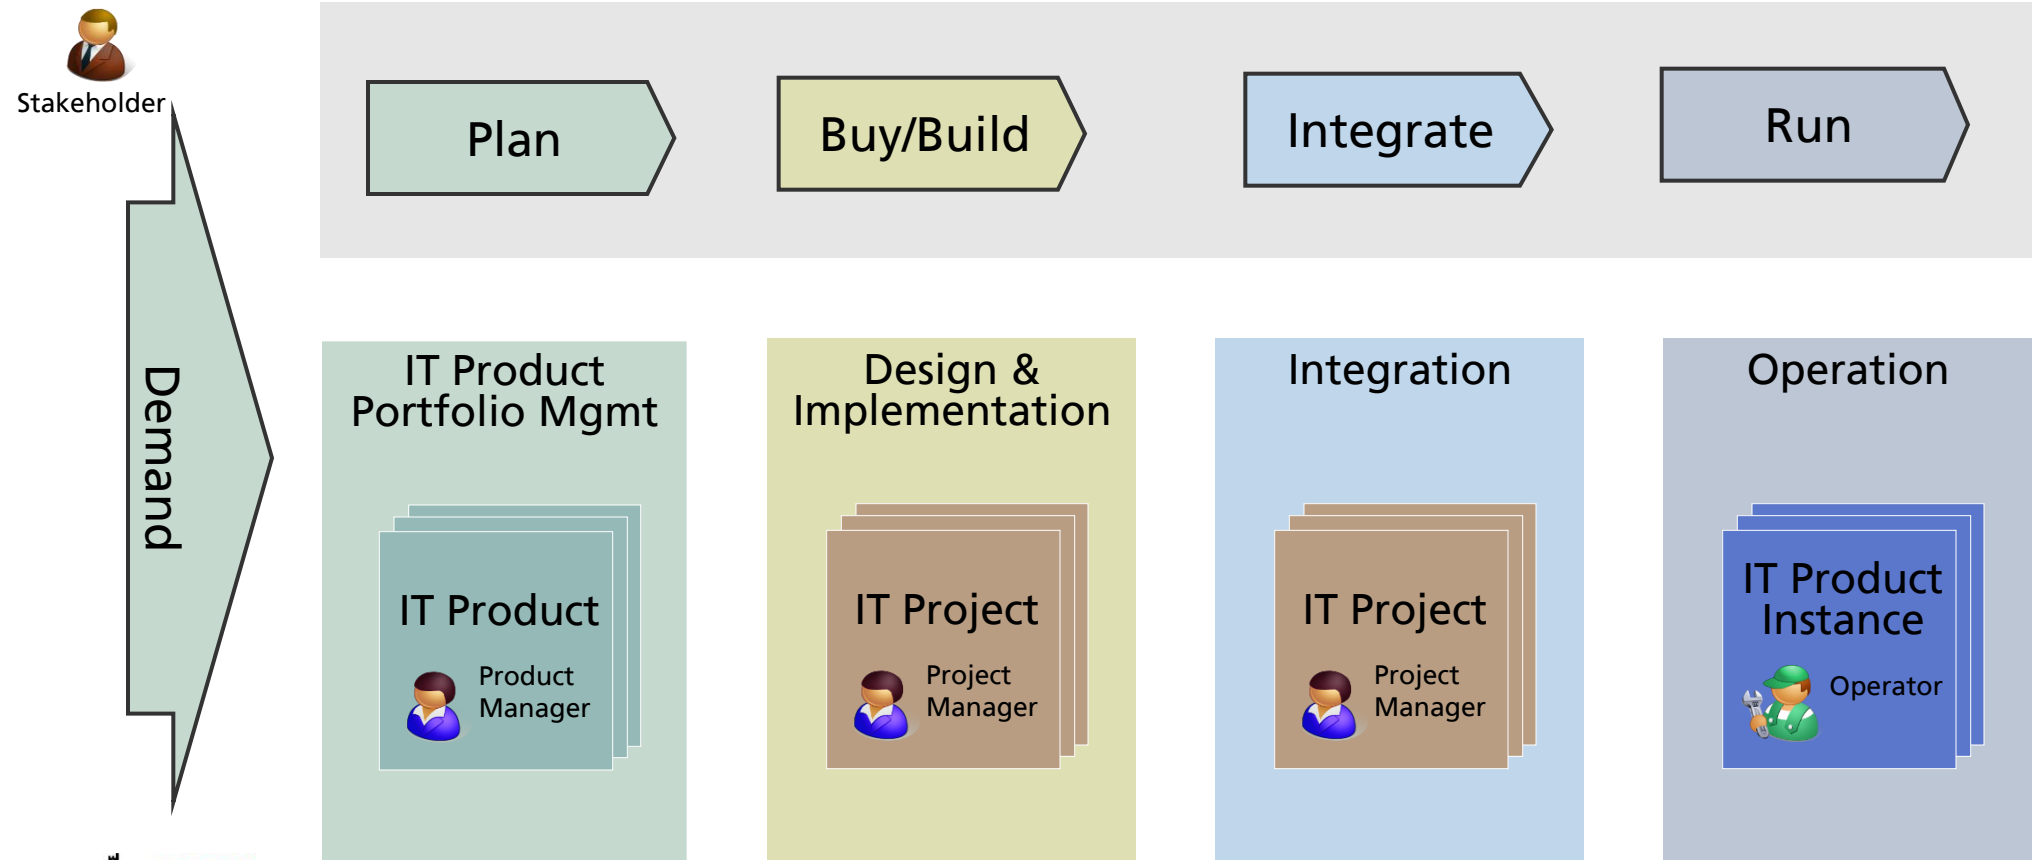 Stakeholder
Plan
Buy/Build
Integrate
Run
Demand
IT Product
Portfolio Mgmt
IT Product
Product
Manager
Design &
Implementation
IT Project
Project
Manager
Integration
IT Project
Project
Manager
Operation
IT Product
Instance
Operator